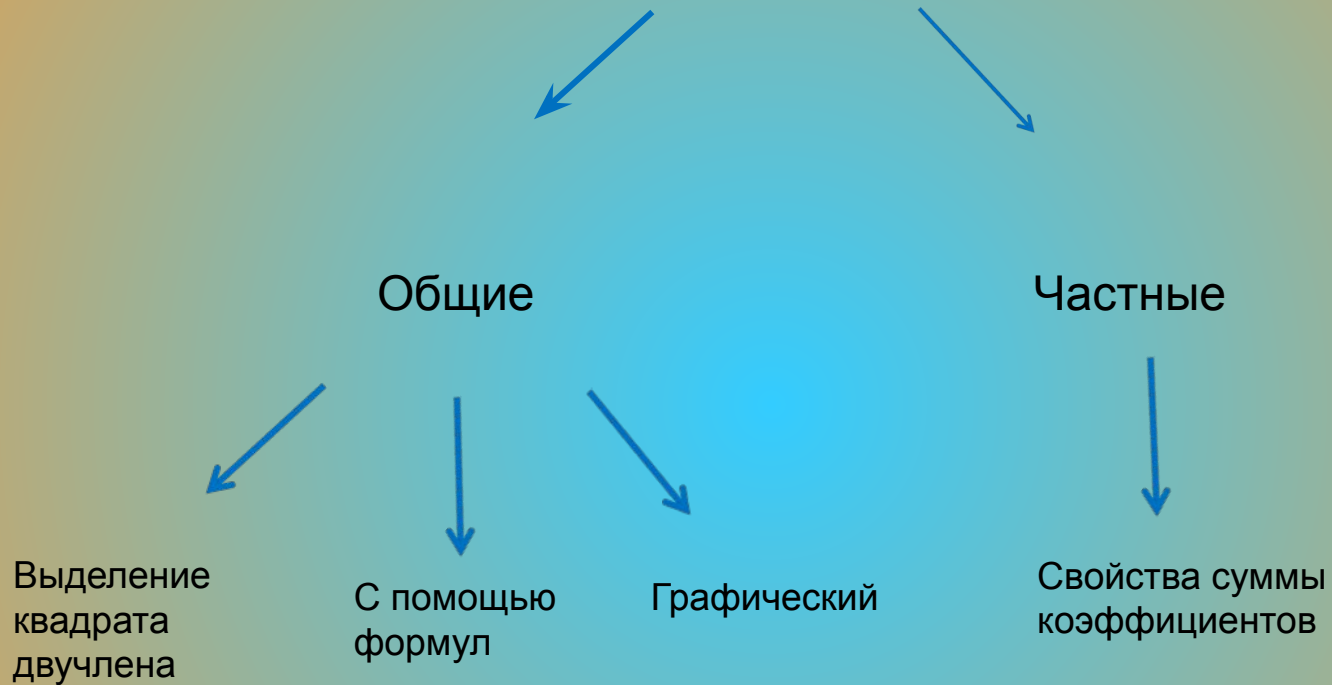 Общие
Частные
Выделение
квадрата
двучлена
С помощью
формул
Графический
Свойства суммы
коэффициентов